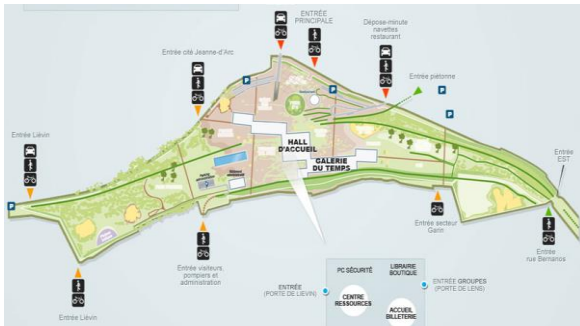 ENTRÉE
PRINCIPALE
Dépose-minute
navettes
restaurant
Entrée cité Jeanne-d'Arc
Entrée piétonne
P
P
P
P
Entrée Liévin
HALL
D'ACCUEIL
GALERIE
DU TEMPS
Entrée
EST
P
Entrée secteur
Garin
Entrée
rue Bernanos
Entrée visiteurs,
pompiers et
administration
Entrée Liévin
PC SÉCURITÉ
LIBRAIRIE
BOUTIQUE
ENTRÉE
(PORTE DE LIEVIN)
ENTRÉE GROUPES
(PORTE DE LENS)
CENTRE
RESSOURCES
ACCUEIL
BILLETERIE